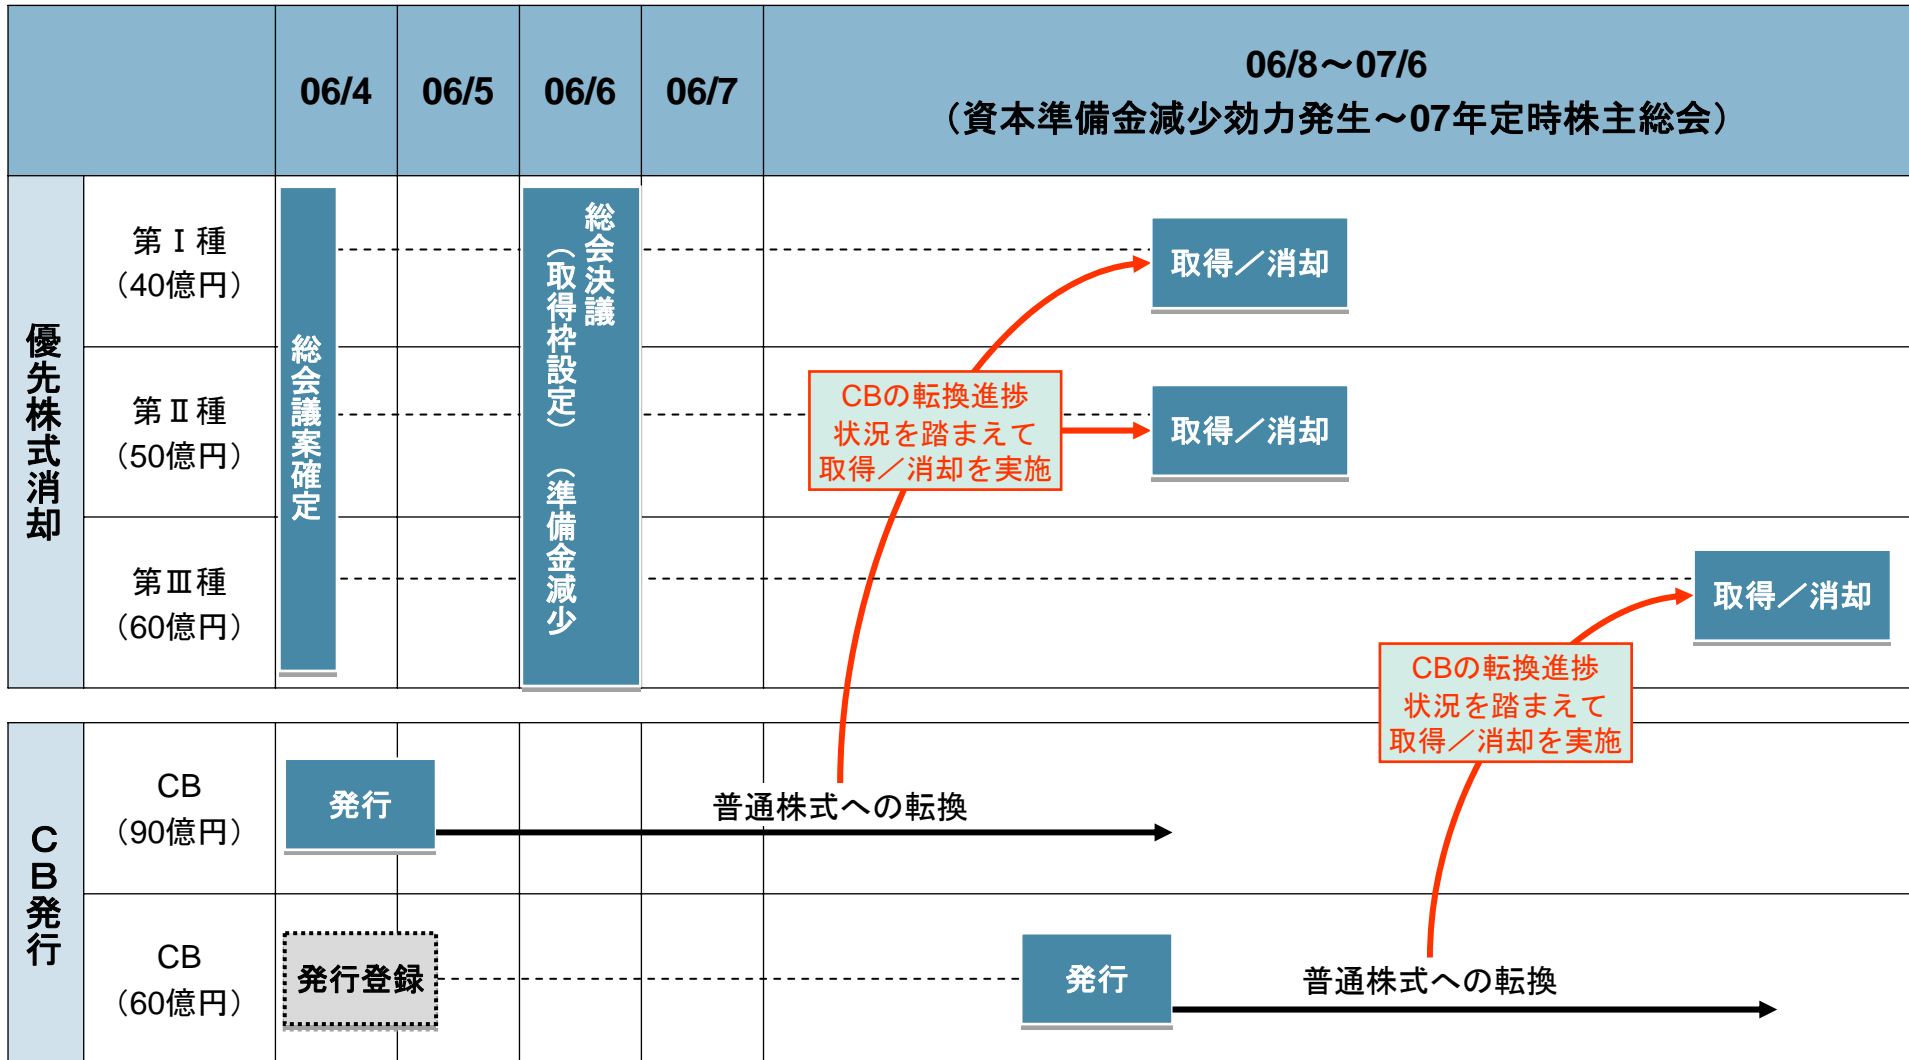 06/4
06/5
06/6
06/7
06/8～07/6
（資本準備金減少効力発生～07年定時株主総会）
優先株式消却
第Ⅰ種
（40億円）
第Ⅱ種
（50億円）
第Ⅲ種
（60億円）
総会議案確定
総会決議
（取得枠設定）（準備金減少）
取得／消却
取得／消却
取得／消却
CBの転換進捗
状況を踏まえて
取得／消却を実施
CBの転換進捗
状況を踏まえて
取得／消却を実施
ＣＢ発行
CB
（90億円）
発行
普通株式への転換
CB
（60億円）
発行登録
発行
普通株式への転換